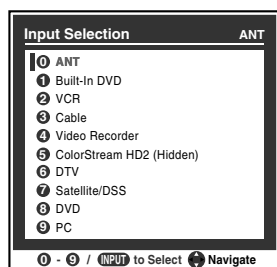 Input Selection ANT
0 ANT
1 Built-In DVD
2 VCR
3 Cable
4 Video Recorder
5 ColorStream HD2 (Hidden)
6 DTV
7 Satellite/DSS
8 DVD
9 PC
0 - 9 / INPUT to Select Navigate